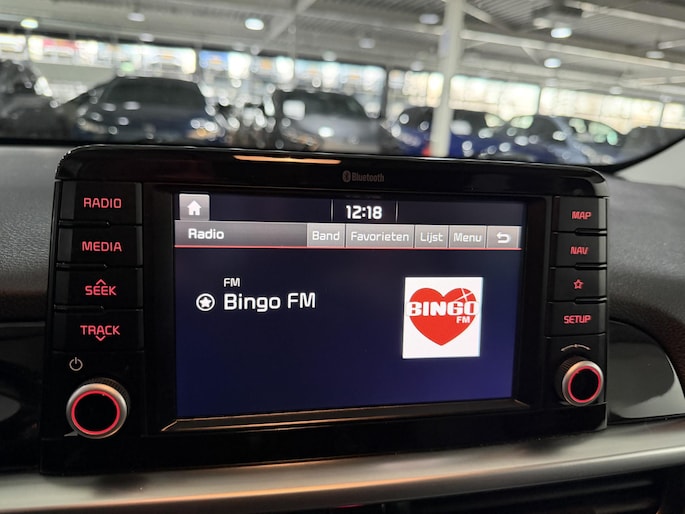 Bluetooth
RADIO
MEDIA
SEEK
TRACK
12:18
Radio
Band
Favorieten
Lijst
Menu
FM
Bingo FM
BINGO
FM
MAP
NAV
SETUP